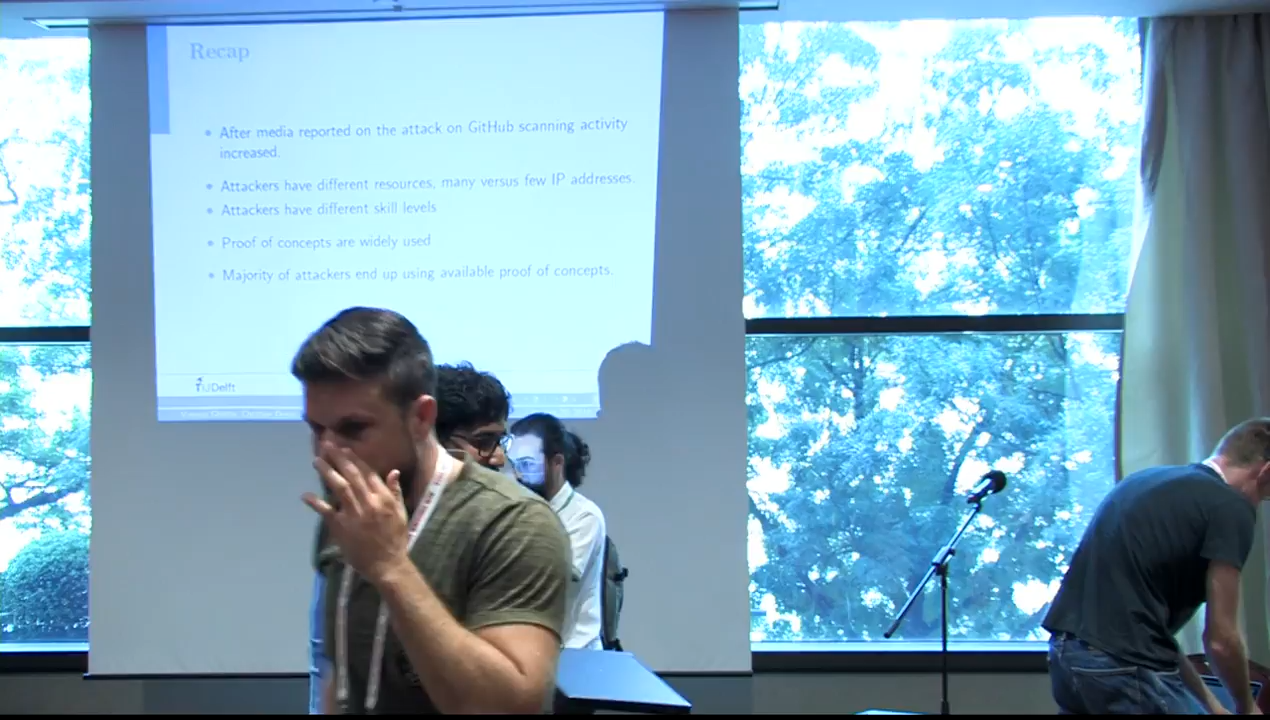 Recap
• After media reported on the attack on GitHub scanning activity
increased.
• Attackers have different resources, many versus few IP addresses.
• Attackers have different skill levels
• Proof of concepts are widely used
• Majority of attackers end up using available proof of concepts.
TUDelft